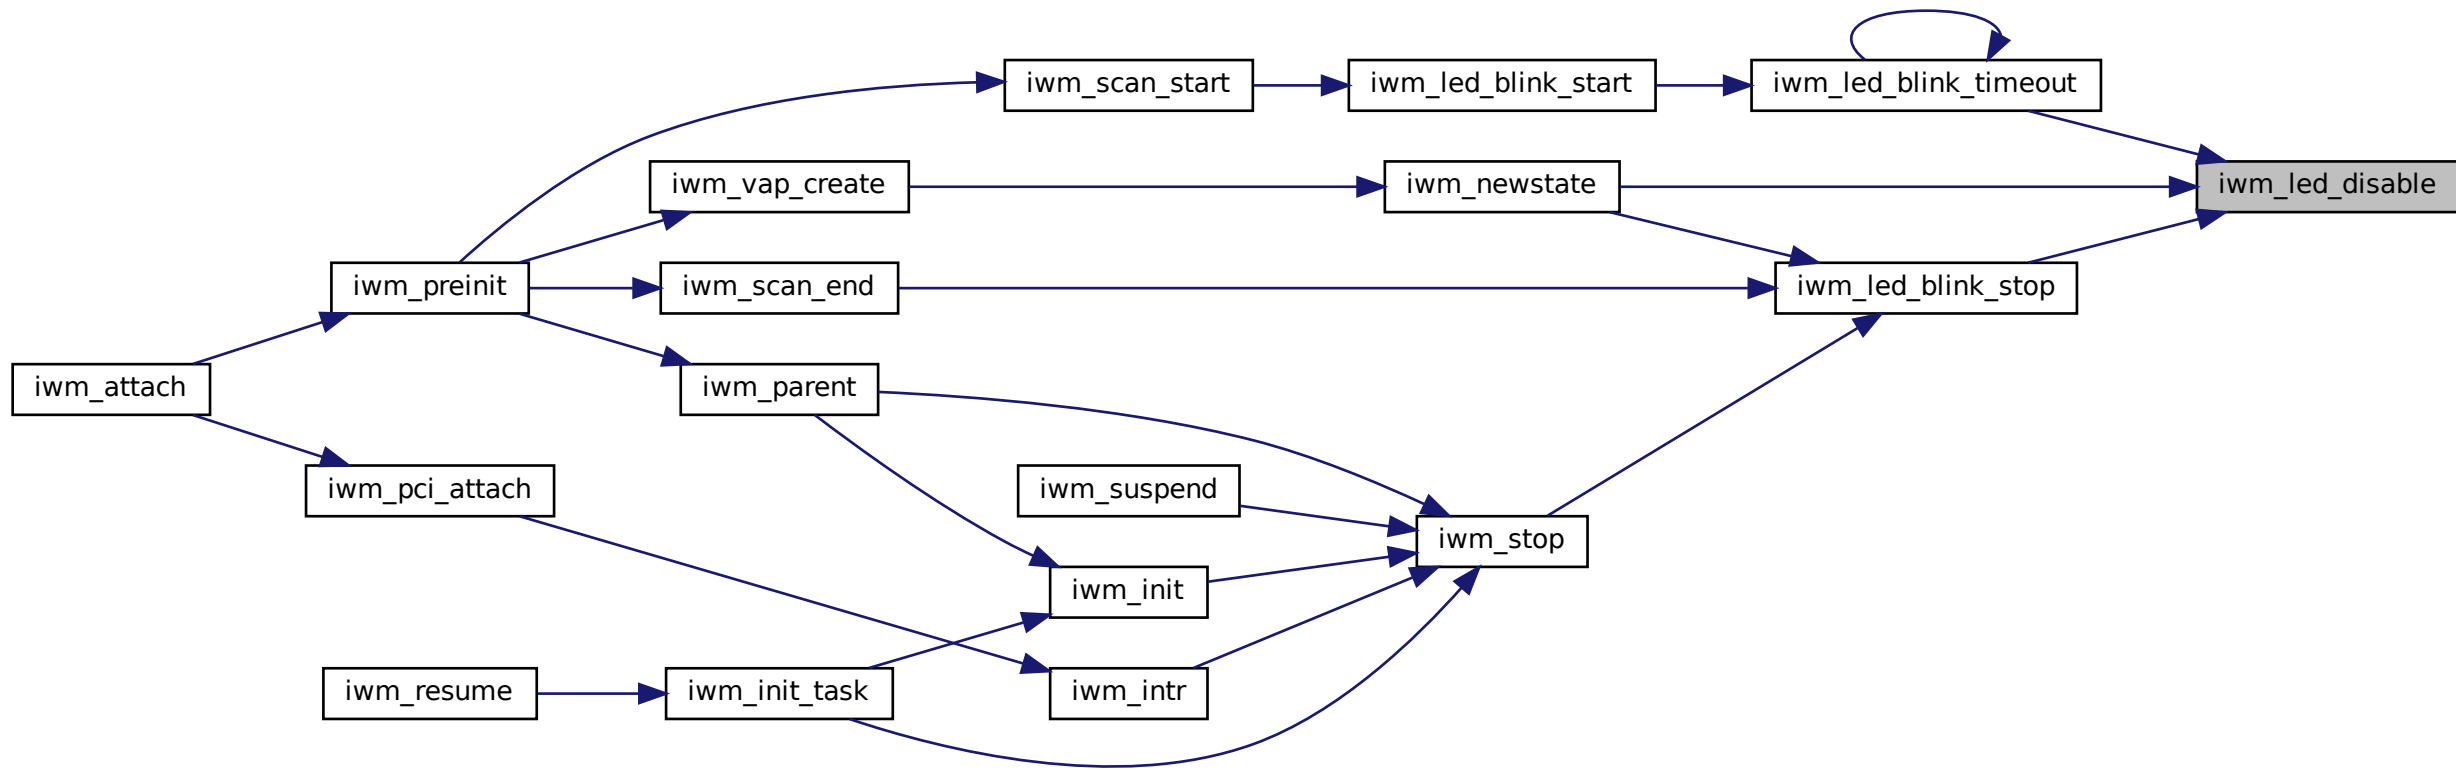 iwm_scan_start
iwm_led_blink_start
iwm_led_blink_timeout
iwm_vap_create
iwm_newstate
iwm_led_disable
iwm_preinit
iwm_scan_end
iwm_led_blink_stop
iwm_attach
iwm_parent
iwm_pci_attach
iwm_suspend
iwm_stop
iwm_init
iwm_resume
iwm_init_task
iwm_intr